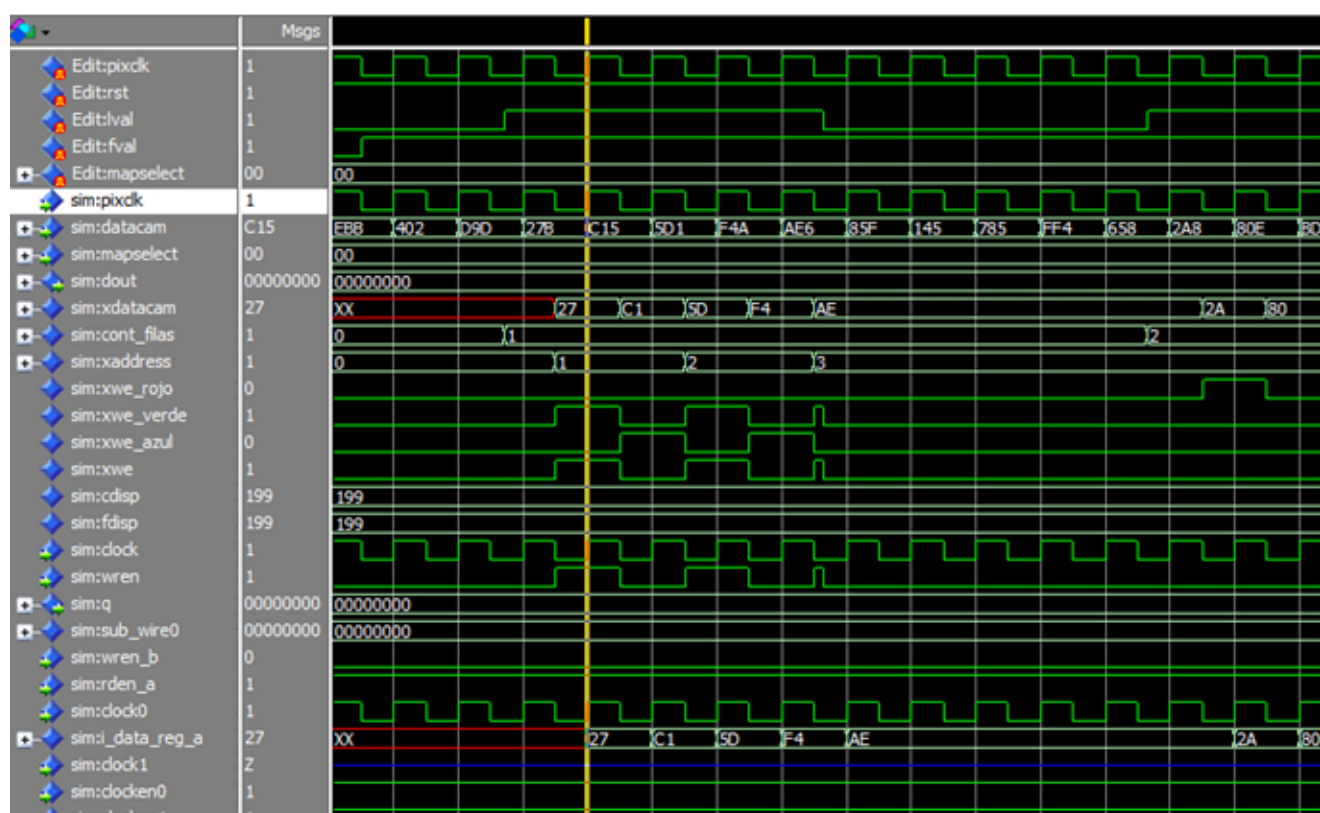 Msgs
Edit:pixclk 1
Edit:rst 1
Edit:lval 1
Edit:fval 1
Edit:mapselect 00 00
sim:pixclk 1
sim:datacam C15 EBB 402 D9D 27B C15 5D1 F4A AE6 85F 145 785 FF4 658 2A8 80E
sim:mapselect 00 00
sim:dout 00000000 00000000
sim:xdatacam 27 XX 27 C1 5D F4 AE 2A 80
sim:cont_filas 1 0 1 2
sim:xaddress 1 0 1 2 3
sim:xwe_rojo 0
sim:xwe_verde 1
sim:xwe_azul 0
sim:xwe 1
sim:cdisp 199 199
sim:fdisp 199 199
sim:clock 1
sim:wren 1
sim:q 00000000 00000000
sim:sub_wire0 00000000 00000000
sim:wren_b 0
sim:rden_a 1
sim:clock0 1
sim:i_data_reg_a 27 XX 27 C1 5D F4 AE 2A 80
sim:clock1 Z
sim:clocken0 1